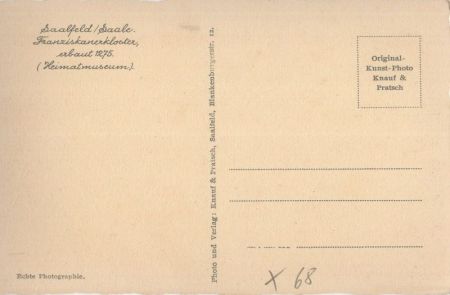 Saalfeld/Saale.
Franziskanerkloster,
erbaut 1275.
(Heimatmuseum)
Echte Photographie.
Photo und Verlag: Knauf & Pratsch, Saalfeld, Blankenburgerstr. 12.
Original-
Kunst-Photo
Knauf &
Pratsch
X 68